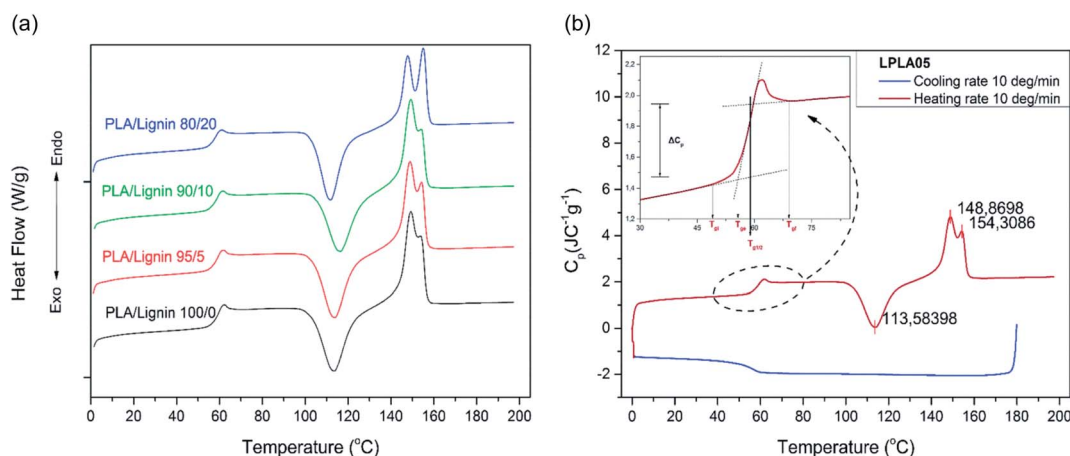 (a)
Endo
Heat Flow (W/g)
Exo
PLA/Lignin 80/20
PLA/Lignin 90/10
PLA/Lignin 95/5
PLA/Lignin 100/0
0 20 40 60 80 100 120 140 160 180 200
Temperature (°C)
(b)
12
10
8
6
4
2
0
-2
Cp(JC⁻¹g⁻¹)
LPLA05
Cooling rate 10 deg/min
Heating rate 10 deg/min
2,4
2,2
2,0
1,8
1,6
1,4
1,2
ΔCp
30 45 60 75
Tgi Tge Tgf
Tg1/2
148,8698
154,3086
113,58398
0 20 40 60 80 100 120 140 160 180 200
Temperature (°C)